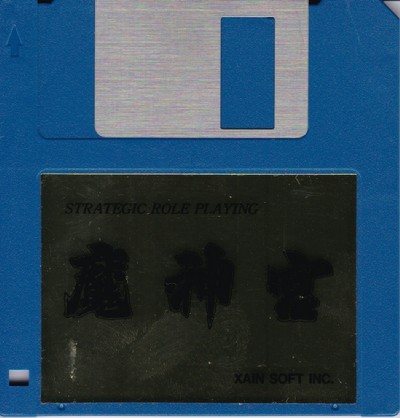 STRATEGIC ROLE PLAYING
魔神宮
XAIN SOFT INC.